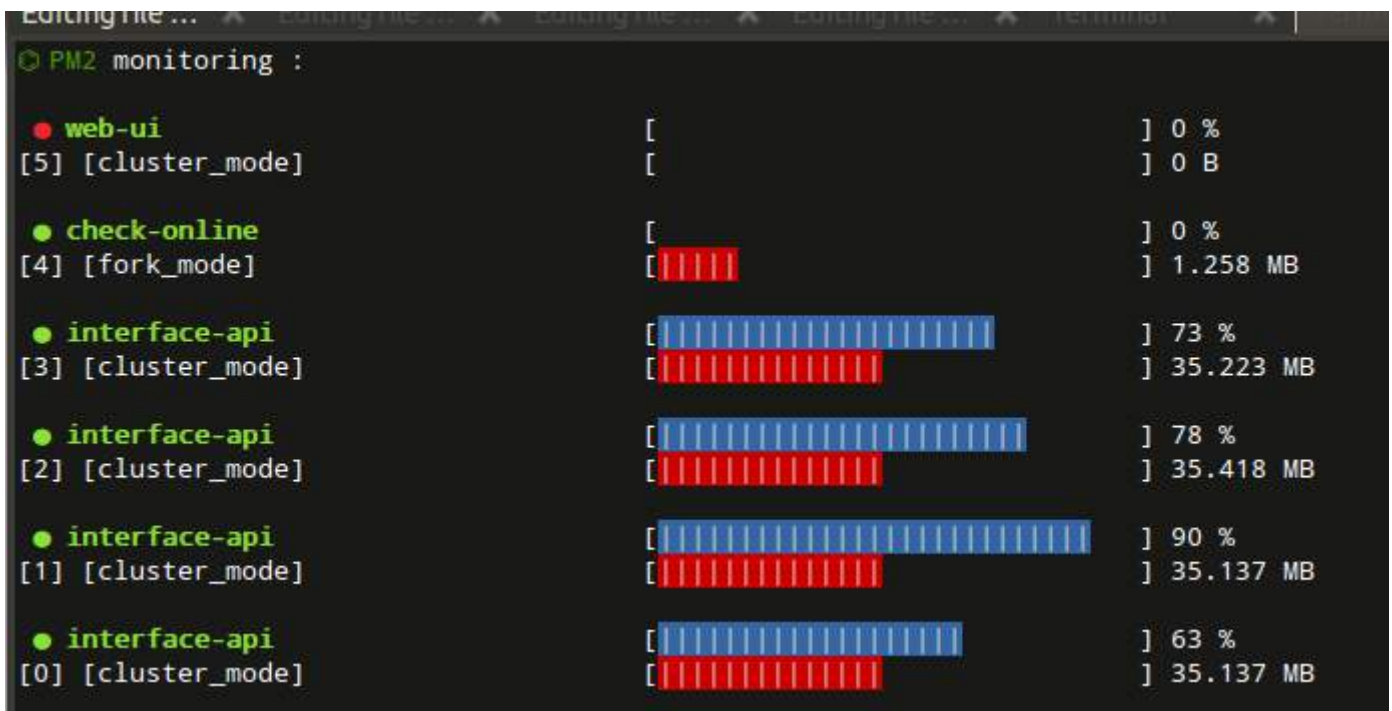 PM2 monitoring :
● web-ui [ ] 0 %
[5] [cluster_mode] [ ] 0 B
● check-online [ ] 0 %
[4] [fork_mode] [||||| ] 1.258 MB
● interface-api [||||||||||||||||||||| ] 73 %
[3] [cluster_mode] [|||||||||||||| ] 35.223 MB
● interface-api [||||||||||||||||||||||| ] 78 %
[2] [cluster_mode] [|||||||||||||| ] 35.418 MB
● interface-api [||||||||||||||||||||||||||| ] 90 %
[1] [cluster_mode] [|||||||||||||| ] 35.137 MB
● interface-api [||||||||||||||||||| ] 63 %
[0] [cluster_mode] [|||||||||||||| ] 35.137 MB